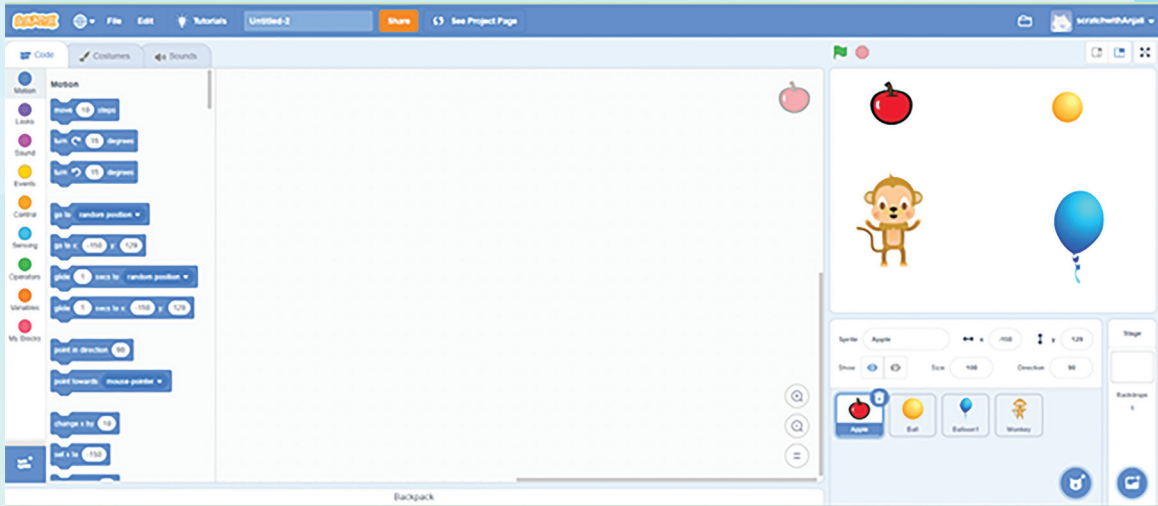 SCRATCH File Edit Tutorials Untitled-2 Share See Project Page scratchwithAnjali
Code Costumes Sounds
Motion
Looks
Sound
Events
Control
Sensing
Operators
Variables
My Blocks
Motion
move 10 steps
turn 15 degrees
turn 15 degrees
go to random position
go to x: -150 y: 129
glide 1 secs to random position
glide 1 secs to x: -150 y: 129
point in direction 90
point towards mouse-pointer
change x by 10
set x to -150
Backpack
Sprite Apple x -150 y 129
Show Size 100 Direction 90
Apple Ball Balloon1 Monkey
Stage
Backdrops
1